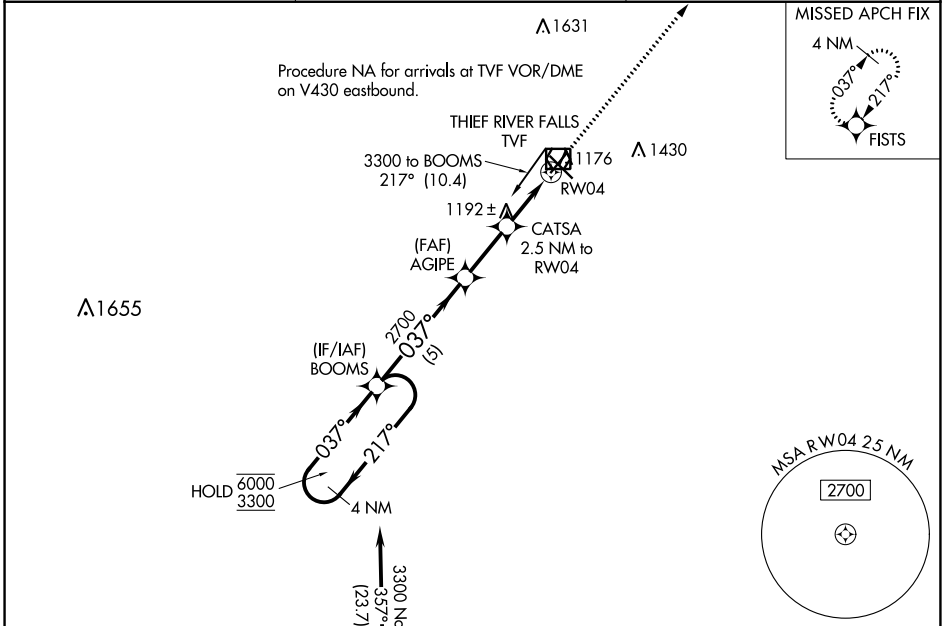 MISSED APCH FIX
4 NM
037°
217°
FISTS
1631
Procedure NA for arrivals at TVF VOR/DME
on V430 eastbound.
THIEF RIVER FALLS
TVF
3300 to BOOMS
217° (10.4)
1176
1430
RW04
1192 ±
CATSA
2.5 NM to
RW04
(FAF)
AGIPE
1655
2700
037°
(5)
(IF/IAF)
BOOMS
037°
217°
HOLD 6000
3300
4 NM
MSA RW04 25 NM
2700
3300
357°
(23.7)